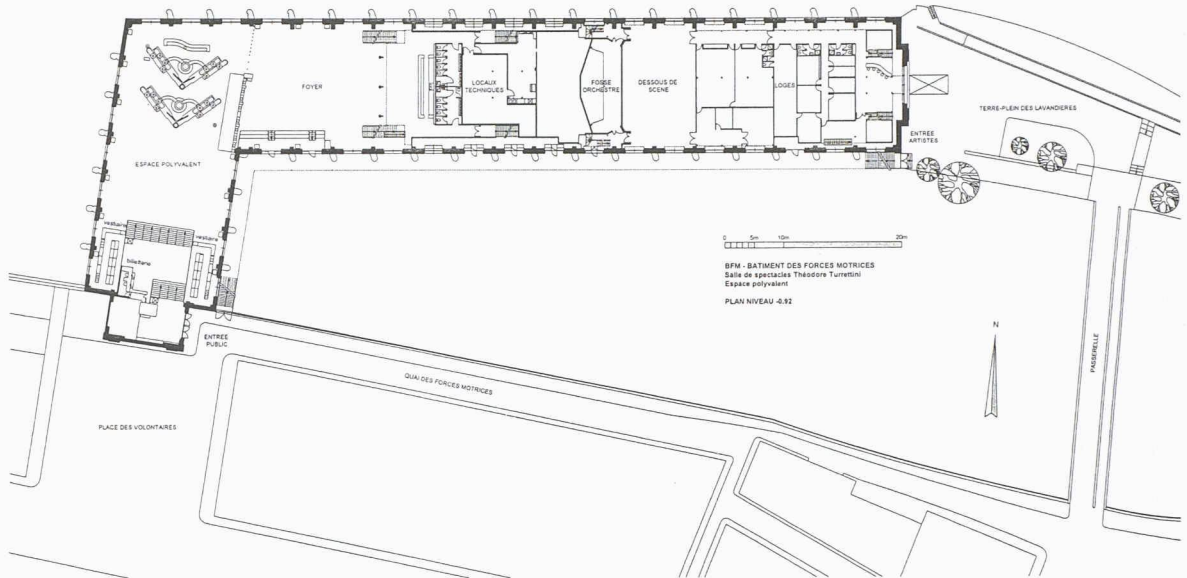 FOYER
LOCAUX
TECHNIQUES
FOSSE
ORCHESTRE
DESSOUS DE
SCENE
LOGES
TERRE-PLEIN DES LAVANDIERES
ENTREE
ARTISTES
ESPACE POLYVALENT
vestiaire
vestiaire
billetterie
0 5m 10m 20m
BFM - BATIMENT DES FORCES MOTRICES
Salle de spectacles Théodore Turrettini
Espace polyvalent
PLAN NIVEAU -0.92
N
PASSERELLE
ENTREE
PUBLIC
QUAI DES FORCES MOTRICES
PLACE DES VOLONTAIRES